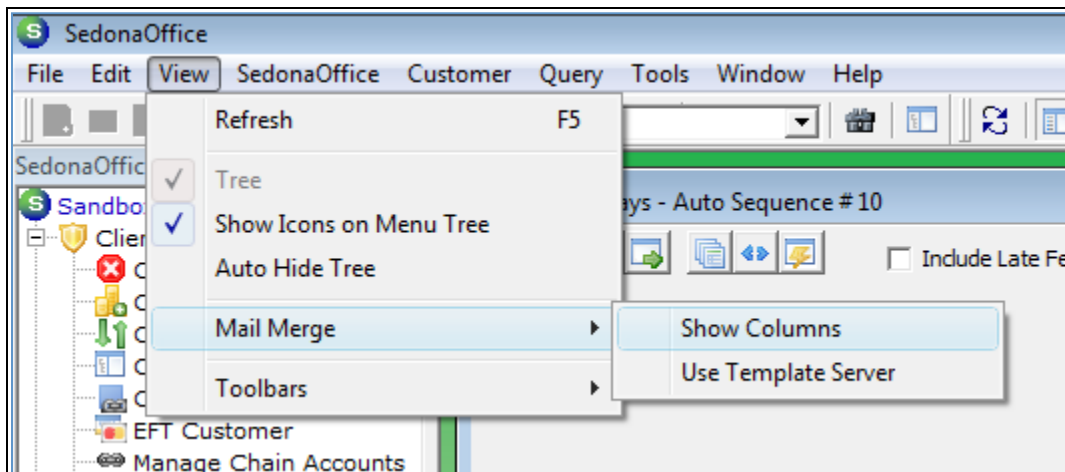 S SedonaOffice
File Edit View SedonaOffice Customer Query Tools Window Help
Refresh F5
SedonaOffic
Tree
ays - Auto Sequence # 10
S Sandbo
Show Icons on Menu Tree
Clier
Auto Hide Tree
Include Late Fe
C
C
Mail Merge
Show Columns
C
C
Use Template Server
Toolbars
C
EFT Customer
Manage Chain Accounts